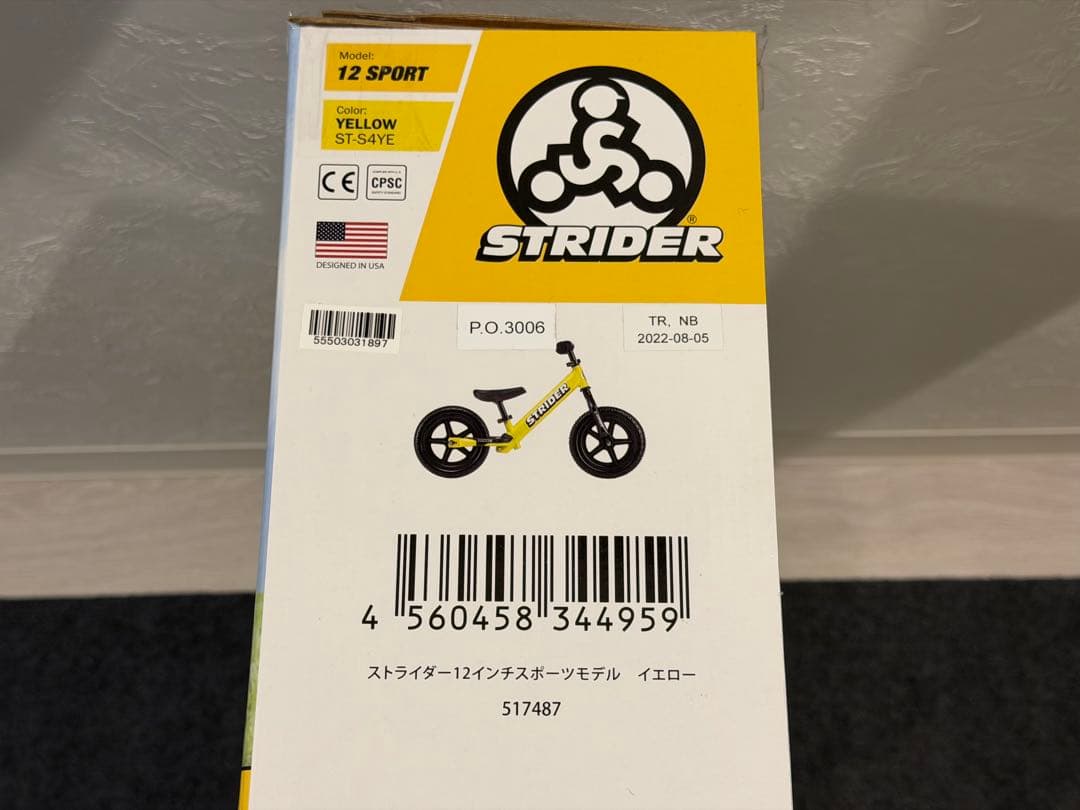 Model:
12 SPORT
Color:
YELLOW
ST-S4YE
CE
CPSC
DESIGNED IN USA
STRIDER®
55503031897
P.O.3006
TR, NB
2022-08-05
STRIDER
4 560458 344959
ストライダー12インチスポーツモデル　イエロー
517487